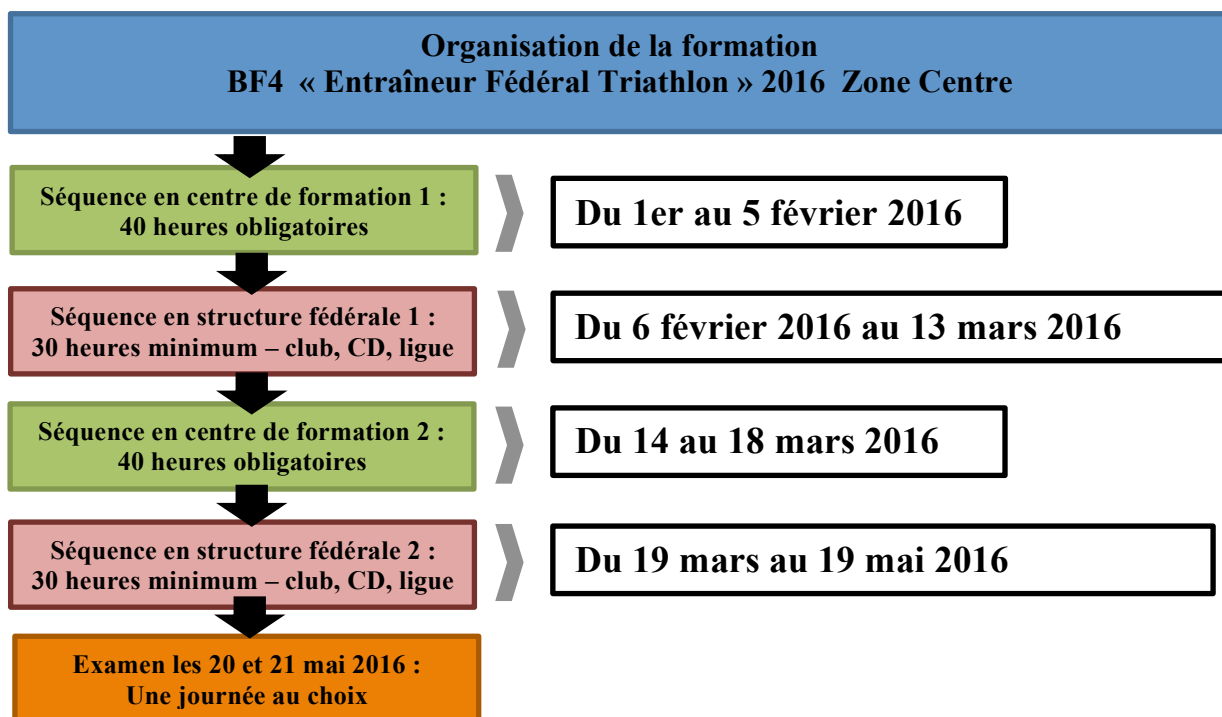 Organisation de la formation
BF4 « Entraîneur Fédéral Triathlon » 2016 Zone Centre
Séquence en centre de formation 1 :
40 heures obligatoires
Du 1er au 5 février 2016
Séquence en structure fédérale 1 :
30 heures minimum – club, CD, ligue
Du 6 février 2016 au 13 mars 2016
Séquence en centre de formation 2 :
40 heures obligatoires
Du 14 au 18 mars 2016
Séquence en structure fédérale 2 :
30 heures minimum – club, CD, ligue
Du 19 mars au 19 mai 2016
Examen les 20 et 21 mai 2016 :
Une journée au choix